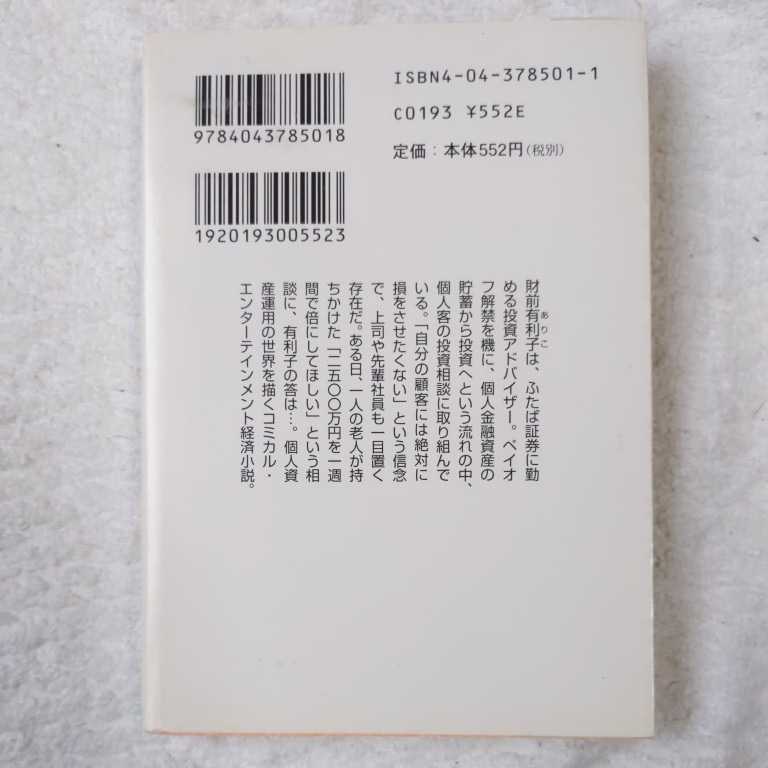 ISBN4-04-378501-1
C0193 ¥552E
定価：本体552円（税別）
9784043785018
1920193005523
財前有利子は、ふたば証券に勤
ありこ
める投資アドバイザー。ペイオ
フ解禁を機に、個人金融資産の
貯蓄から投資へという流れの中、
個人客の投資相談に取り組んで
いる。「自分の顧客には絶対に
損をさせたくない」という信念
で、上司や先輩社員も一目置く
存在だ。ある日、一人の老人が持
ちかけた「二五〇〇万円を一週
間で倍にしてほしい」という相
談に、有利子の答は…。個人資
産運用の世界を描くコミカル・
エンターテインメント経済小説。